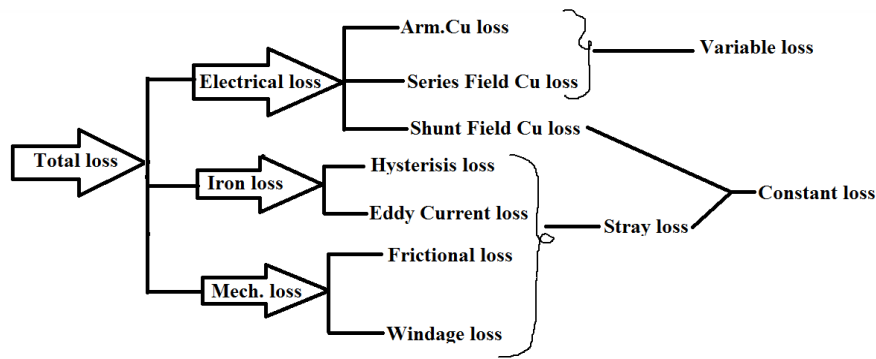 Arm.Cu loss
Variable loss
Electrical loss
Series Field Cu loss
Shunt Field Cu loss
Total loss
Hysterisis loss
Iron loss
Constant loss
Eddy Current loss
Stray loss
Frictional loss
Mech. loss
Windage loss